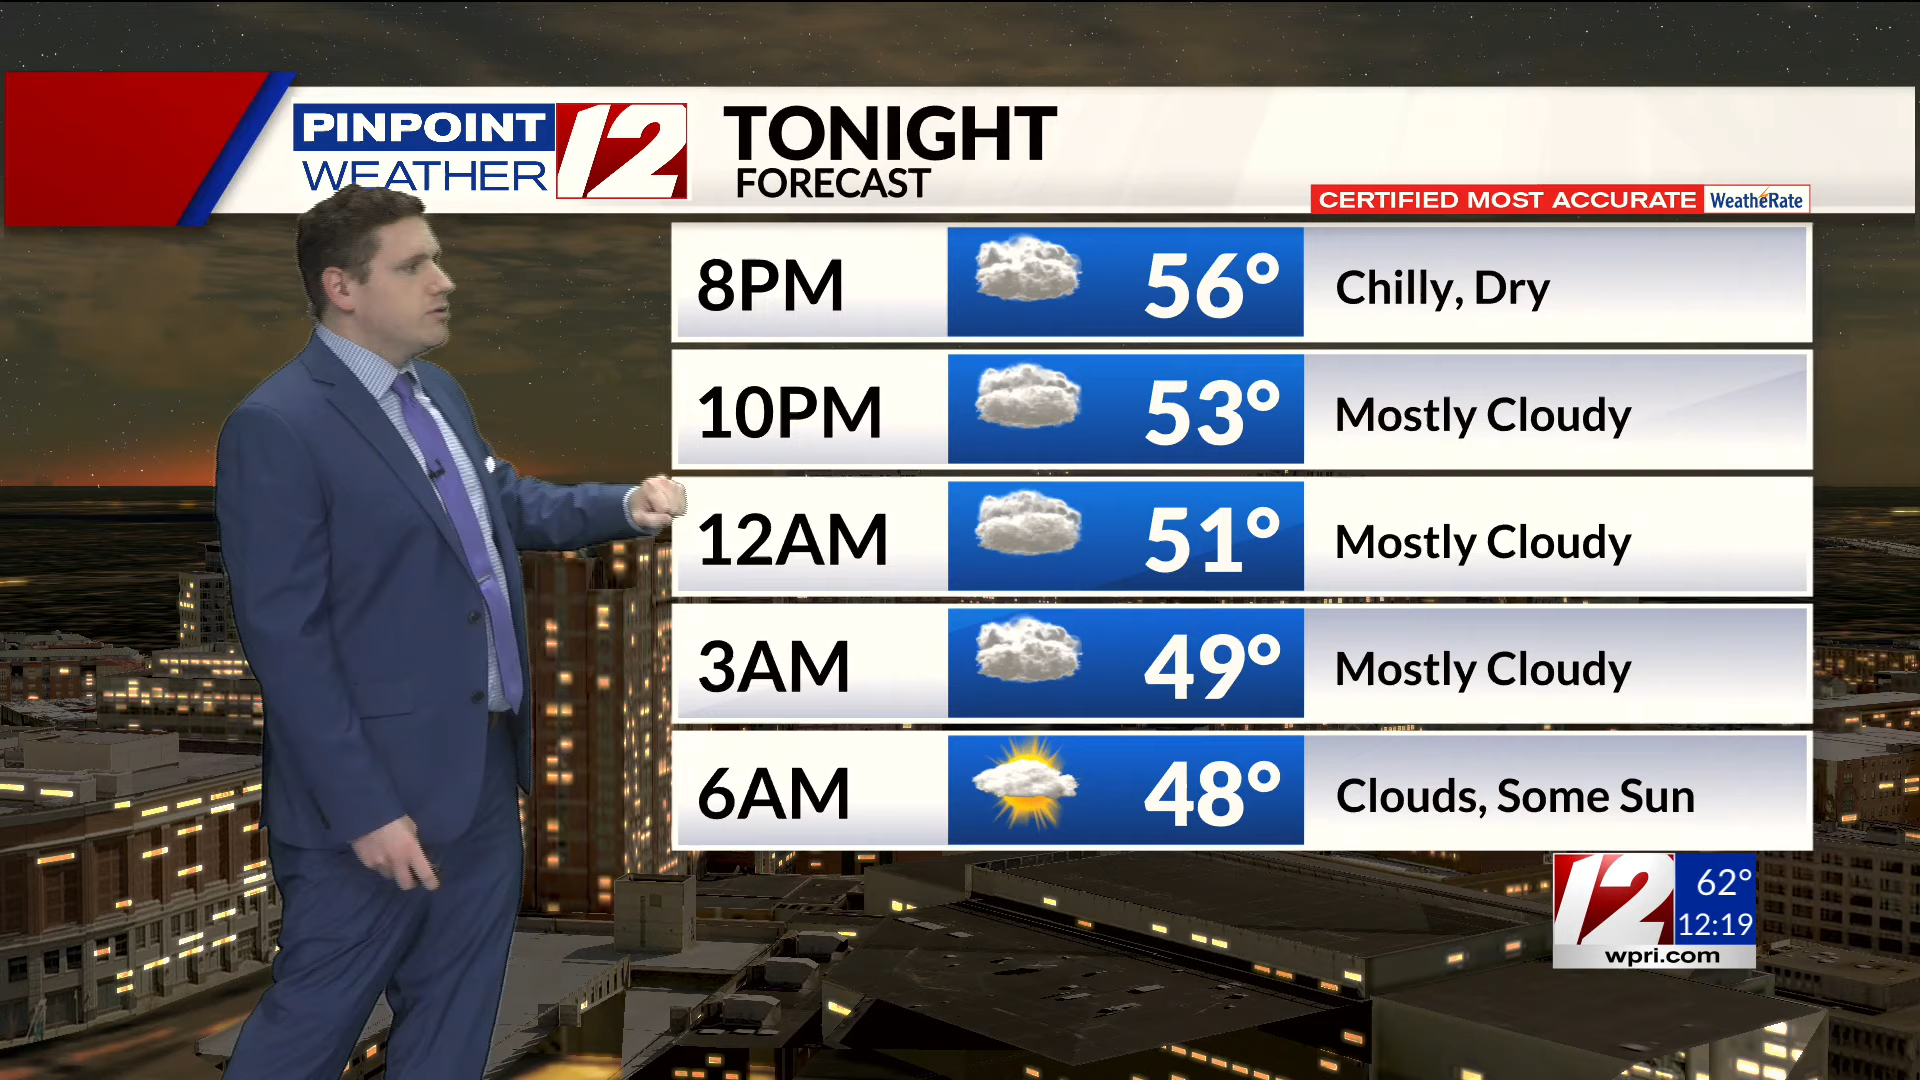 PINPOINT
WEATHER
12
TONIGHT
FORECAST
CERTIFIED MOST ACCURATE WeatheRate
8PM 56° Chilly, Dry
10PM 53° Mostly Cloudy
12AM 51° Mostly Cloudy
3AM 49° Mostly Cloudy
6AM 48° Clouds, Some Sun
12 62°
12:19
wpri.com